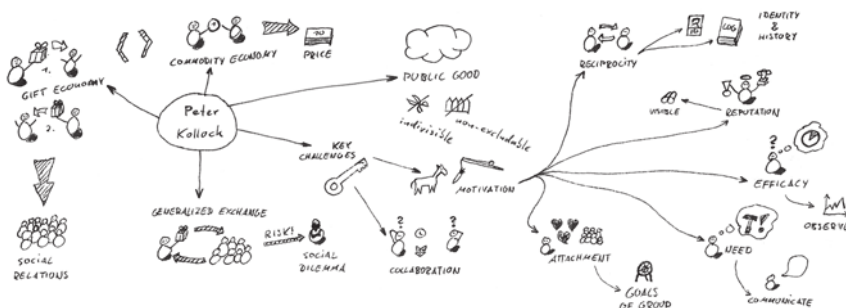 Peter
Kollock
1.
GIFT ECONOMY
2.
SOCIAL
RELATIONS
COMMODITY ECONOMY
PRICE
PUBLIC GOOD
indivisible
non-excludable
KEY
CHALLENGES
GENERALIZED EXCHANGE
RISK!
SOCIAL
DILEMMA
?
?
COLLABORATION
MOTIVATION
RECIPROCITY
ID
LOG
IDENTITY
&
HISTORY
VISIBLE
REPUTATION
?
EFFICACY
OBSERVE
ATTACHMENT
GOALS
OF GROUP
NEED
COMMUNICATE